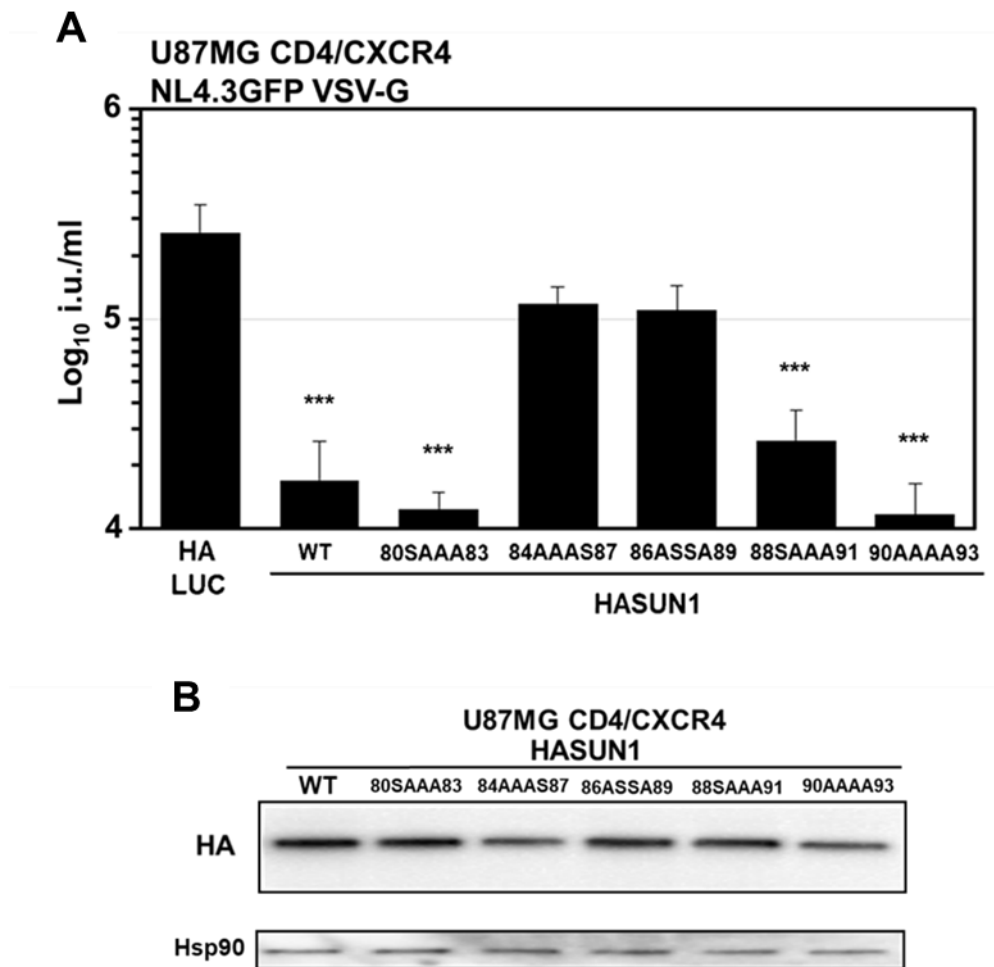 A
U87MG CD4/CXCR4
NL4.3GFP VSV-G
6
5
4
Log10 i.u./ml
***
***
***
***
HA
LUC
WT 80SAAA83 84AAAS87 86ASSA89 88SAAA91 90AAAA93
HASUN1
B
U87MG CD4/CXCR4
HASUN1
WT 80SAAA83 84AAAS87 86ASSA89 88SAAA91 90AAAA93
HA
Hsp90